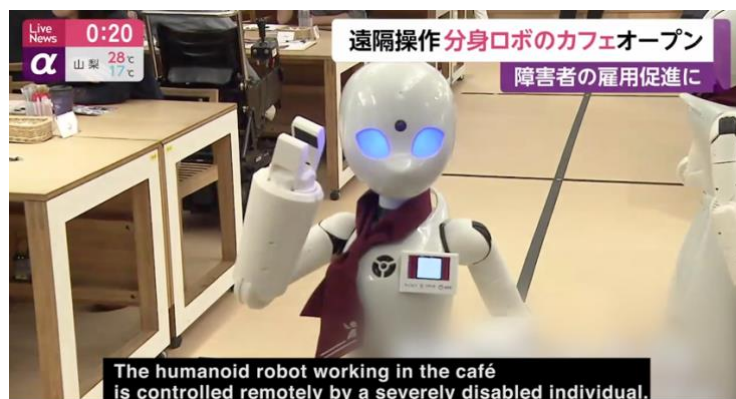 Live
News
α
0:20
山梨 28℃
17℃
遠隔操作 分身ロボのカフェオープン
障害者の雇用促進に
The humanoid robot working in the café
is controlled remotely by a severely disabled individual.